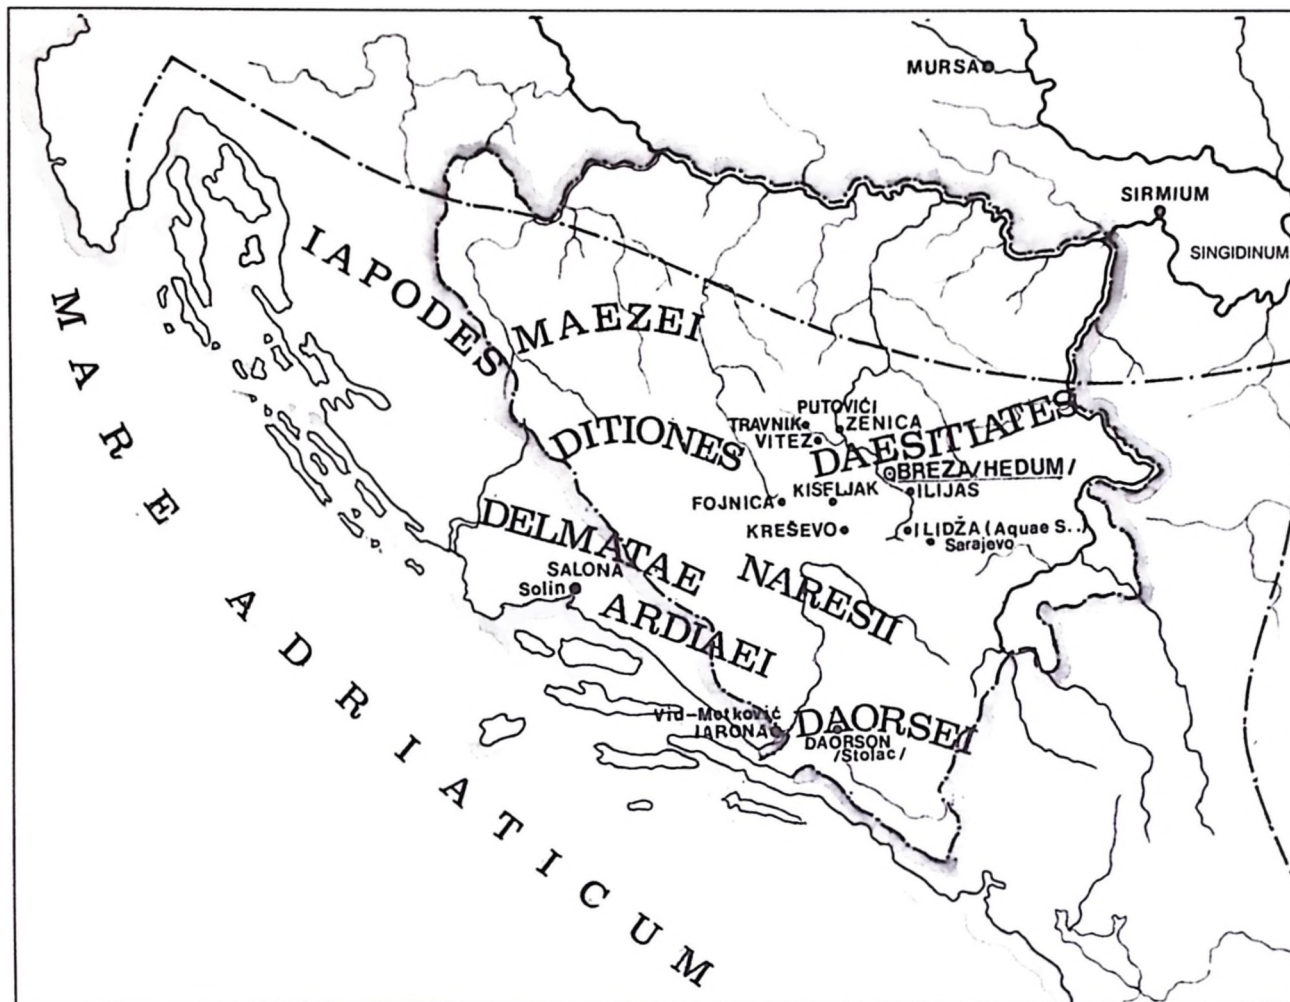 MURSA
SIRMIUM
SINGIDINUM
IAPODES
MAEZEI
PUTOVIĆI
TRAVNIK
ZENICA
VITEZ
DITIONES
DAESITIATES
BREZA/HEDUM/
KISELJAK
ILIJAS
FOJNICA
KREŠEVO
ILIDŽA (Aquae S..)
Sarajevo
DELMATAE
NARESII
SALONA
Solin
ARDIAEI
Vid-Metković
DAORSEI
DAORSON
/Stolac/
MARE ADRIATICUM